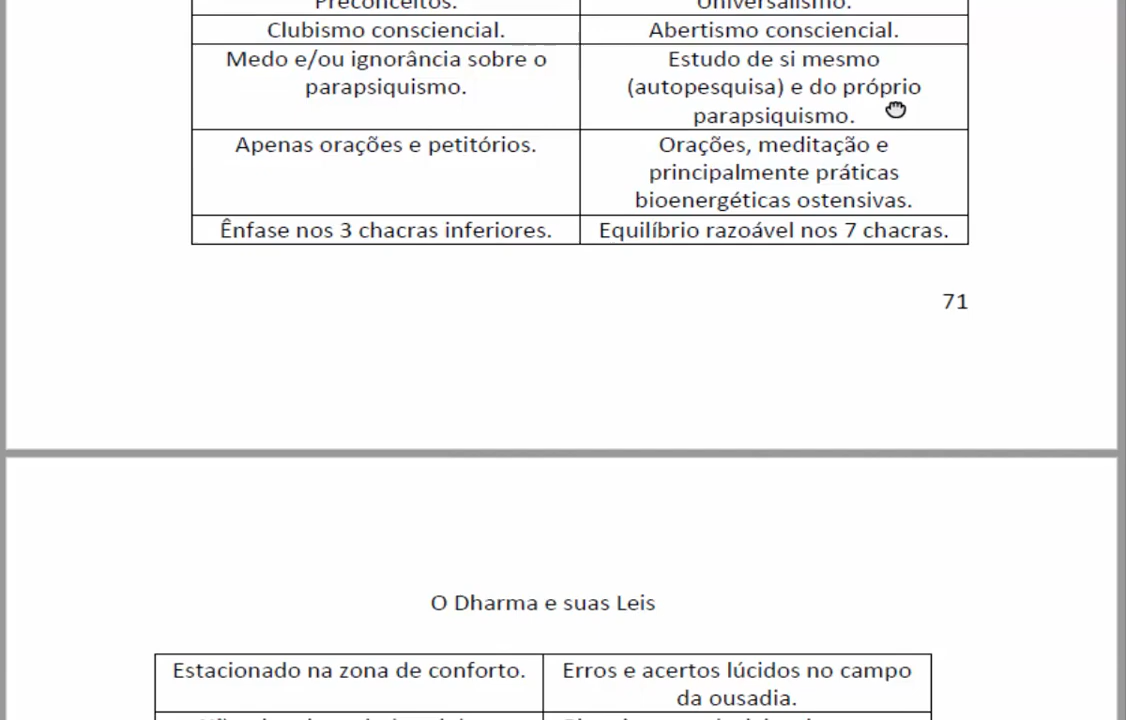 Preconceitos. Universalismo.
Clubismo consciencial. Abertismo consciencial.
Medo e/ou ignorância sobre o
parapsiquismo.
Estudo de si mesmo
(autopesquisa) e do próprio
parapsiquismo.
Apenas orações e petitórios.
Orações, meditação e
principalmente práticas
bioenergéticas ostensivas.
Ênfase nos 3 chacras inferiores. Equilíbrio razoável nos 7 chacras.
71
O Dharma e suas Leis
Estacionado na zona de conforto.
Erros e acertos lúcidos no campo
da ousadia.